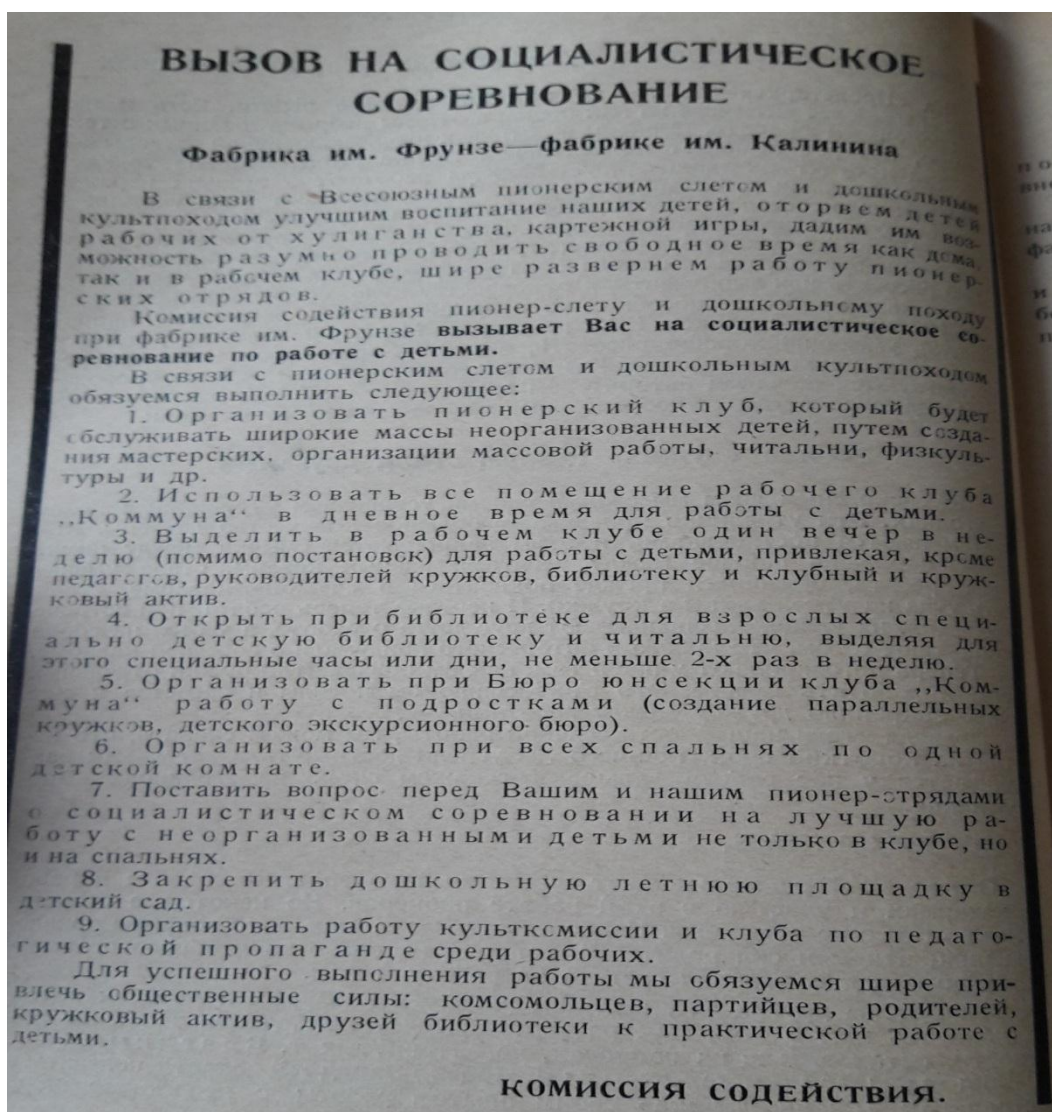 ВЫЗОВ НА СОЦИАЛИСТИЧЕСКОЕ
СОРЕВНОВАНИЕ
Фабрика им. Фрунзе—фабрике им. Калинина
В связи с Всесоюзным пионерским слетом и дошкольным
культпоходом улучшим воспитание наших детей, оторвем детей
рабочих от хулиганства, картежной игры, дадим им воз-
можность разумно проводить свободное время как дома,
так и в рабочем клубе, шире развернем работу пионер-
ских отрядов.
Комиссия содействия пионер-слету и дошкольному походу
при фабрике им. Фрунзе вызывает Вас на социалистическое со-
ревнование по работе с детьми.
В связи с пионерским слетом и дошкольным культпоходом
обязуемся выполнить следующее:
1. Организовать пионерский клуб, который будет
обслуживать широкие массы неорганизованных детей, путем созда-
ния мастерских, организации массовой работы, читальни, физкуль-
туры и др.
2. Использовать все помещение рабочего клуба
„Коммуна“ в дневное время для работы с детьми.
3. Выделить в рабочем клубе один вечер в не-
делю (помимо постановок) для работы с детьми, привлекая, кроме
педагогов, руководителей кружков, библиотеку и клубный и круж-
ковый актив.
4. Открыть при библиотеке для взрослых специ-
ально детскую библиотеку и читальню, выделяя для
этого специальные часы или дни, не меньше 2-х раз в неделю.
5. Организовать при Бюро юнсекции клуба „Ком-
муна“ работу с подростками (создание параллельных
кружков, детского экскурсионного бюро).
6. Организовать при всех спальнях по одной
детской комнате.
7. Поставить вопрос перед Вашим и нашим пионер-отрядами
о социалистическом соревновании на лучшую ра-
боту с неорганизованными детьми не только в клубе, но
и на спальнях.
8. Закрепить дошкольную летнюю площадку в
детский сад.
9. Организовать работу культкомиссии и клуба по педаго-
гической пропаганде среди рабочих.
Для успешного выполнения работы мы обязуемся шире при-
влечь общественные силы: комсомольцев, партийцев, родителей,
кружковый актив, друзей библиотеки к практической работе с
детьми.
КОМИССИЯ СОДЕЙСТВИЯ.